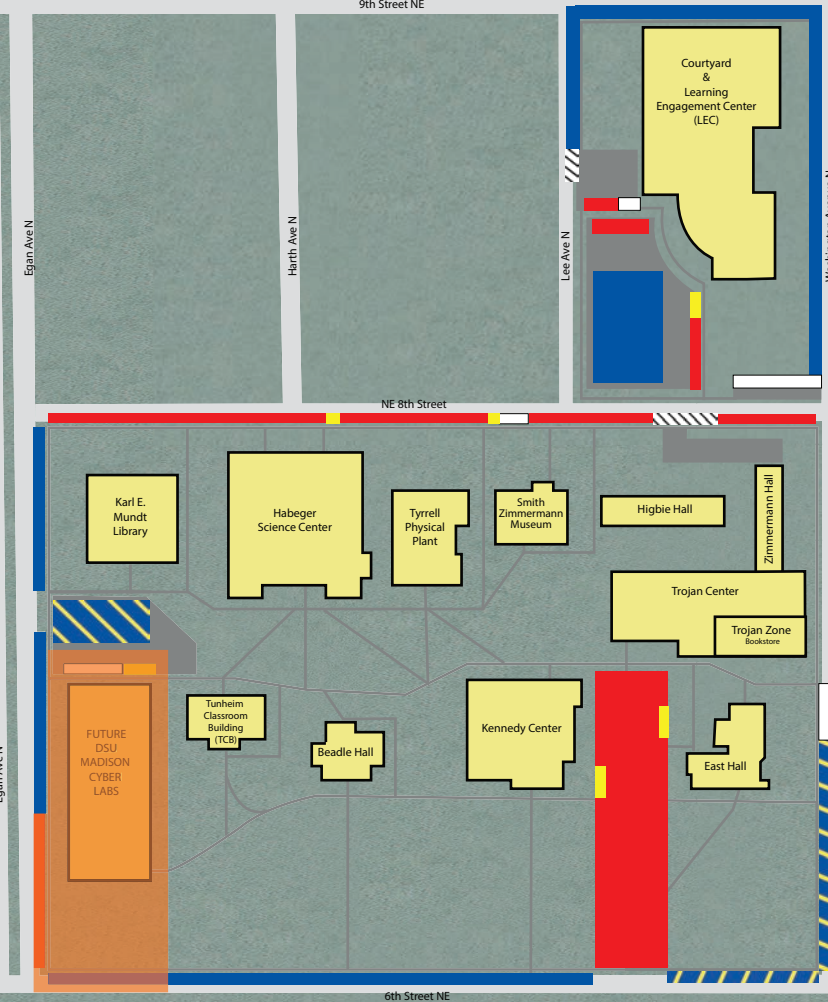 9th Street NE
Courtyard
&
Learning
Engagement Center
(LEC)
Egan Ave N
Harth Ave N
Lee Ave N
NE 8th Street
Karl E.
Mundt
Library
Habeger
Science Center
Tyrrell
Physical
Plant
Smith
Zimmermann
Museum
Higbie Hall
Zimmermann Hall
Trojan Center
Trojan Zone
Bookstore
FUTURE
DSU
MADISON
CYBER
LABS
Tunheim
Classroom
Building
(TCB)
Beadle Hall
Kennedy Center
East Hall
Egan Ave N
6th Street NE